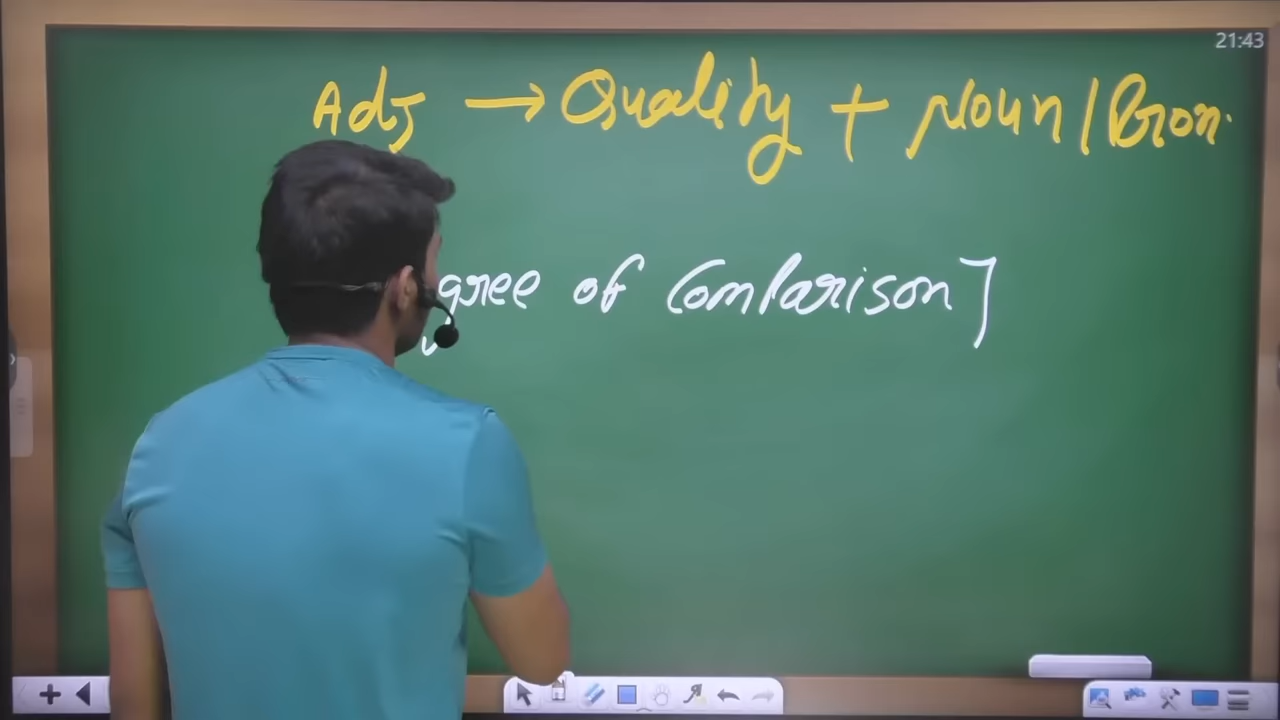 21:43
Adj → Quality + Noun/Pron.
gree of Comparison]